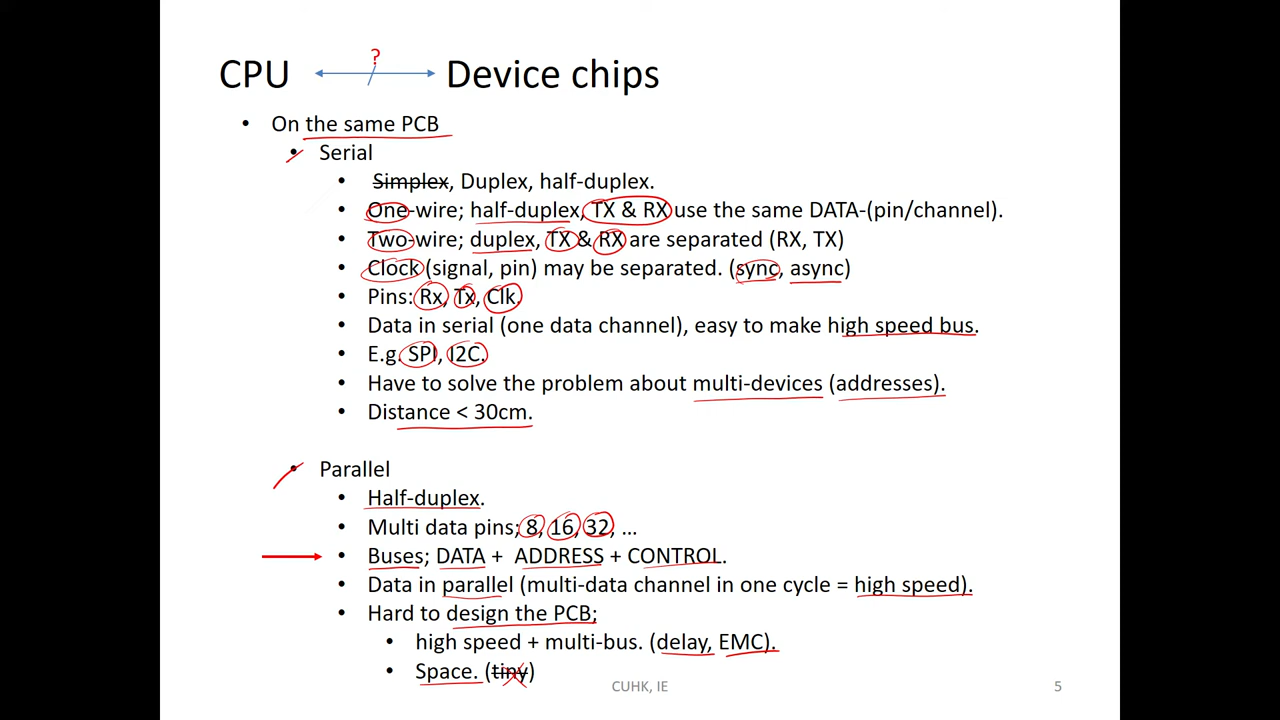 ?
CPU Device chips
• On the same PCB
• Serial
• Simplex, Duplex, half-duplex.
• One-wire; half-duplex, TX & RX use the same DATA-(pin/channel).
• Two-wire; duplex, TX & RX are separated (RX, TX)
• Clock (signal, pin) may be separated. (sync, async)
• Pins: Rx, Tx, Clk.
• Data in serial (one data channel), easy to make high speed bus.
• E.g. SPI, I2C.
• Have to solve the problem about multi-devices (addresses).
• Distance < 30cm.
• Parallel
• Half-duplex.
• Multi data pins; 8, 16, 32, ...
• Buses; DATA + ADDRESS + CONTROL.
• Data in parallel (multi-data channel in one cycle = high speed).
• Hard to design the PCB;
• high speed + multi-bus. (delay, EMC).
• Space. (tiny)
CUHK, IE 5